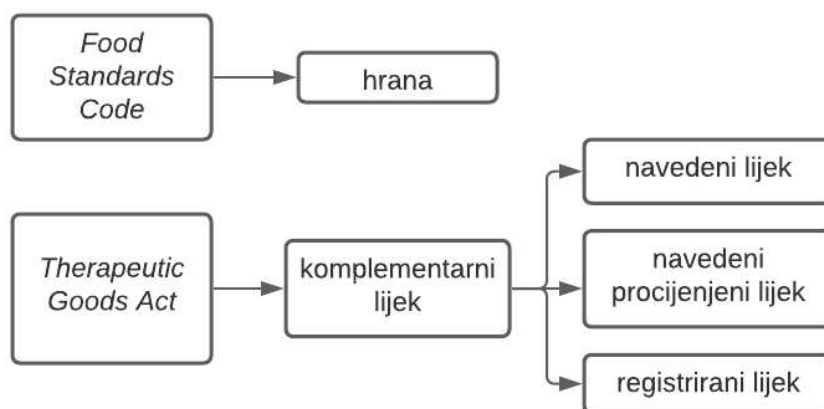 Food
Standards
Code
hrana
Therapeutic
Goods Act
komplementarni
lijek
navedeni lijek
navedeni
procijenjeni lijek
registrirani lijek